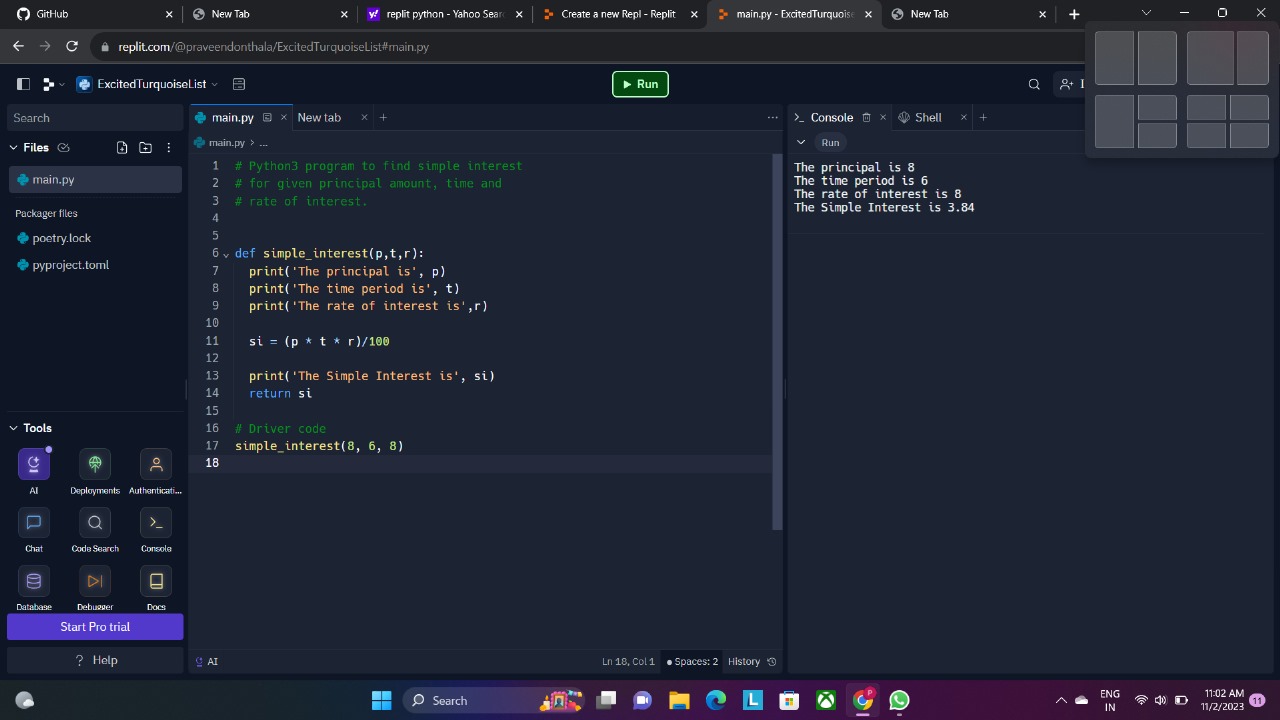 GitHub
New Tab
replit python - Yahoo Sear
Create a new Repl - Replit
main.py - ExcitedTurquoise
New Tab
replit.com/@praveendonthala/ExcitedTurquoiseList#main.py
ExcitedTurquoiseList
Run
Search
Files
main.py
Packager files
poetry.lock
pyproject.toml
Tools
AI
Deployments
Authenticati...
Chat
Code Search
Console
Database
Debugger
Docs
Start Pro trial
? Help
main.py
New tab
main.py > ...
1 # Python3 program to find simple interest
2 # for given principal amount, time and
3 # rate of interest.
4
5
6 def simple_interest(p,t,r):
7 print('The principal is', p)
8 print('The time period is', t)
9 print('The rate of interest is',r)
10
11 si = (p * t * r)/100
12
13 print('The Simple Interest is', si)
14 return si
15
16 # Driver code
17 simple_interest(8, 6, 8)
18
AI
Ln 18, Col 1
Spaces: 2
History
Console
Shell
Run
The principal is 8
The time period is 6
The rate of interest is 8
The Simple Interest is 3.84
Search
ENG
IN
11:02 AM
11/2/2023
11